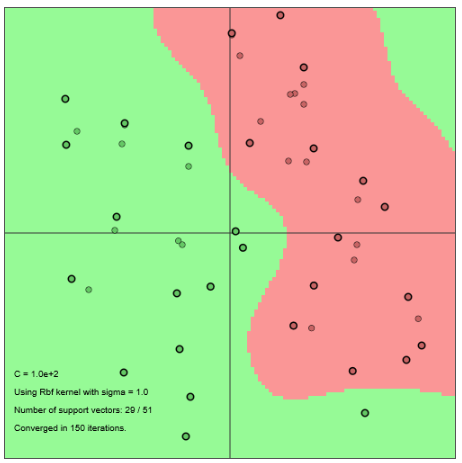 C = 1.0e+2
Using Rbf kernel with sigma = 1.0
Number of support vectors: 29 / 51
Converged in 150 iterations.